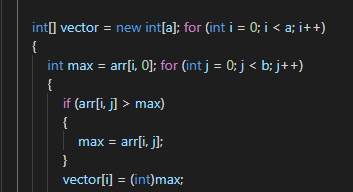 int[] vector = new int[a]; for (int i = 0; i < a; i++)
{
int max = arr[i, 0]; for (int j = 0; j < b; j++)
{
if (arr[i, j] > max)
{
max = arr[i, j];
}
vector[i] = (int)max;